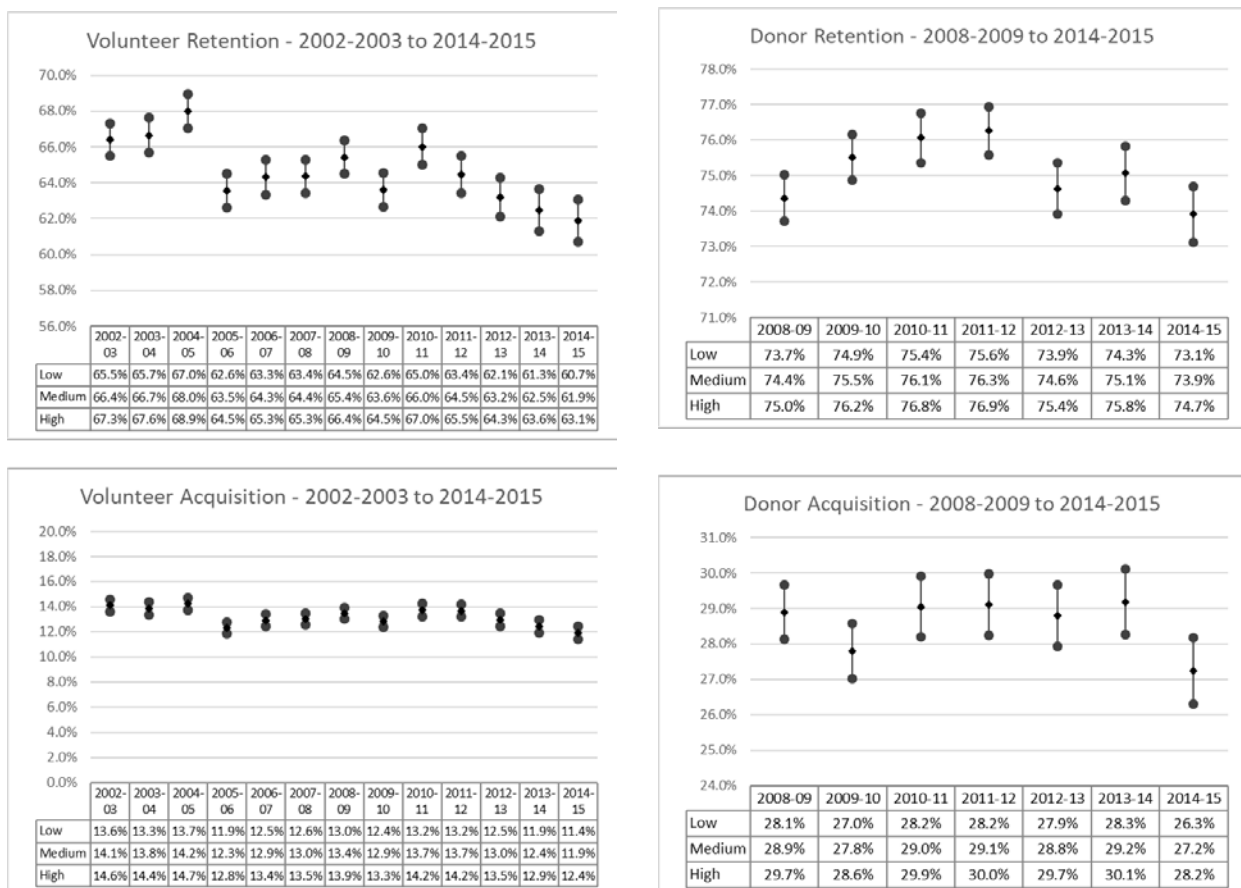 Volunteer Retention - 2002-2003 to 2014-2015
70.0%
68.0%
66.0%
64.0%
62.0%
60.0%
58.0%
56.0%
2002-03 2003-04 2004-05 2005-06 2006-07 2007-08 2008-09 2009-10 2010-11 2011-12 2012-13 2013-14 2014-15
Low 65.5% 65.7% 67.0% 62.6% 63.3% 63.4% 64.5% 62.6% 65.0% 63.4% 62.1% 61.3% 60.7%
Medium 66.4% 66.7% 68.0% 63.5% 64.3% 64.4% 65.4% 63.6% 66.0% 64.5% 63.2% 62.5% 61.9%
High 67.3% 67.6% 68.9% 64.5% 65.3% 65.3% 66.4% 64.5% 67.0% 65.5% 64.3% 63.6% 63.1%
Donor Retention - 2008-2009 to 2014-2015
78.0%
77.0%
76.0%
75.0%
74.0%
73.0%
72.0%
71.0%
2008-09 2009-10 2010-11 2011-12 2012-13 2013-14 2014-15
Low 73.7% 74.9% 75.4% 75.6% 73.9% 74.3% 73.1%
Medium 74.4% 75.5% 76.1% 76.3% 74.6% 75.1% 73.9%
High 75.0% 76.2% 76.8% 76.9% 75.4% 75.8% 74.7%
Volunteer Acquisition - 2002-2003 to 2014-2015
20.0%
18.0%
16.0%
14.0%
12.0%
10.0%
8.0%
6.0%
4.0%
2.0%
0.0%
2002-03 2003-04 2004-05 2005-06 2006-07 2007-08 2008-09 2009-10 2010-11 2011-12 2012-13 2013-14 2014-15
Low 13.6% 13.3% 13.7% 11.9% 12.5% 12.6% 13.0% 12.4% 13.2% 13.2% 12.5% 11.9% 11.4%
Medium 14.1% 13.8% 14.2% 12.3% 12.9% 13.0% 13.4% 12.9% 13.7% 13.7% 13.0% 12.4% 11.9%
High 14.6% 14.4% 14.7% 12.8% 13.4% 13.5% 13.9% 13.3% 14.2% 14.2% 13.5% 12.9% 12.4%
Donor Acquisition - 2008-2009 to 2014-2015
31.0%
30.0%
29.0%
28.0%
27.0%
26.0%
25.0%
24.0%
2008-09 2009-10 2010-11 2011-12 2012-13 2013-14 2014-15
Low 28.1% 27.0% 28.2% 28.2% 27.9% 28.3% 26.3%
Medium 28.9% 27.8% 29.0% 29.1% 28.8% 29.2% 27.2%
High 29.7% 28.6% 29.9% 30.0% 29.7% 30.1% 28.2%